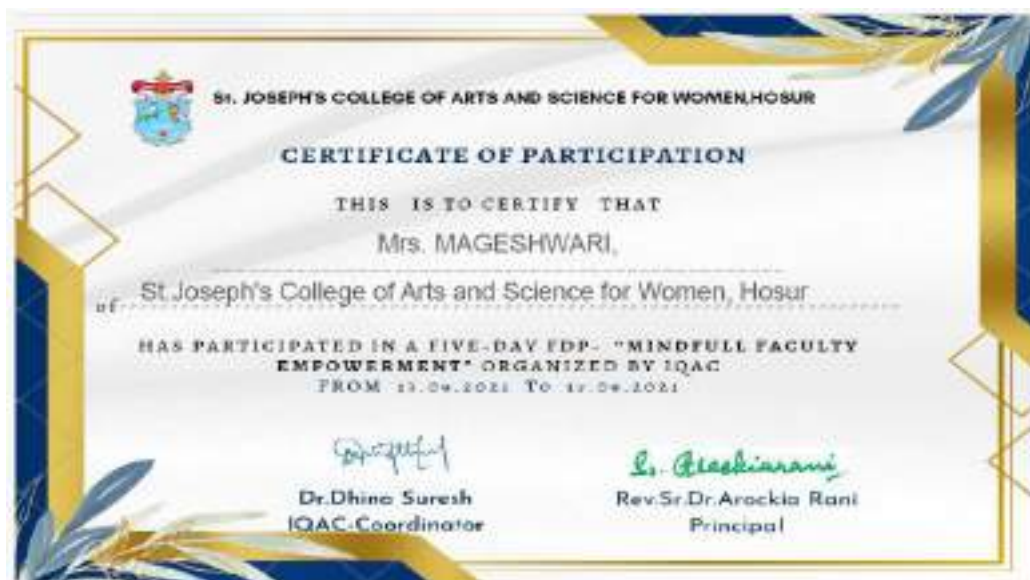 St. JOSEPH'S COLLEGE OF ARTS AND SCIENCE FOR WOMEN,HOSUR
CERTIFICATE OF PARTICIPATION
THIS IS TO CERTIFY THAT
Mrs. MAGESHWARI,
of St.Joseph's College of Arts and Science for Women, Hosur
HAS PARTICIPATED IN A FIVE-DAY FDP- "MINDFULL FACULTY
EMPOWERMENT" ORGANIZED BY IQAC
FROM TO
Dr.Dhina Suresh Rev.Sr.Dr.Arockia Rani
IQAC-Coordinator Principal